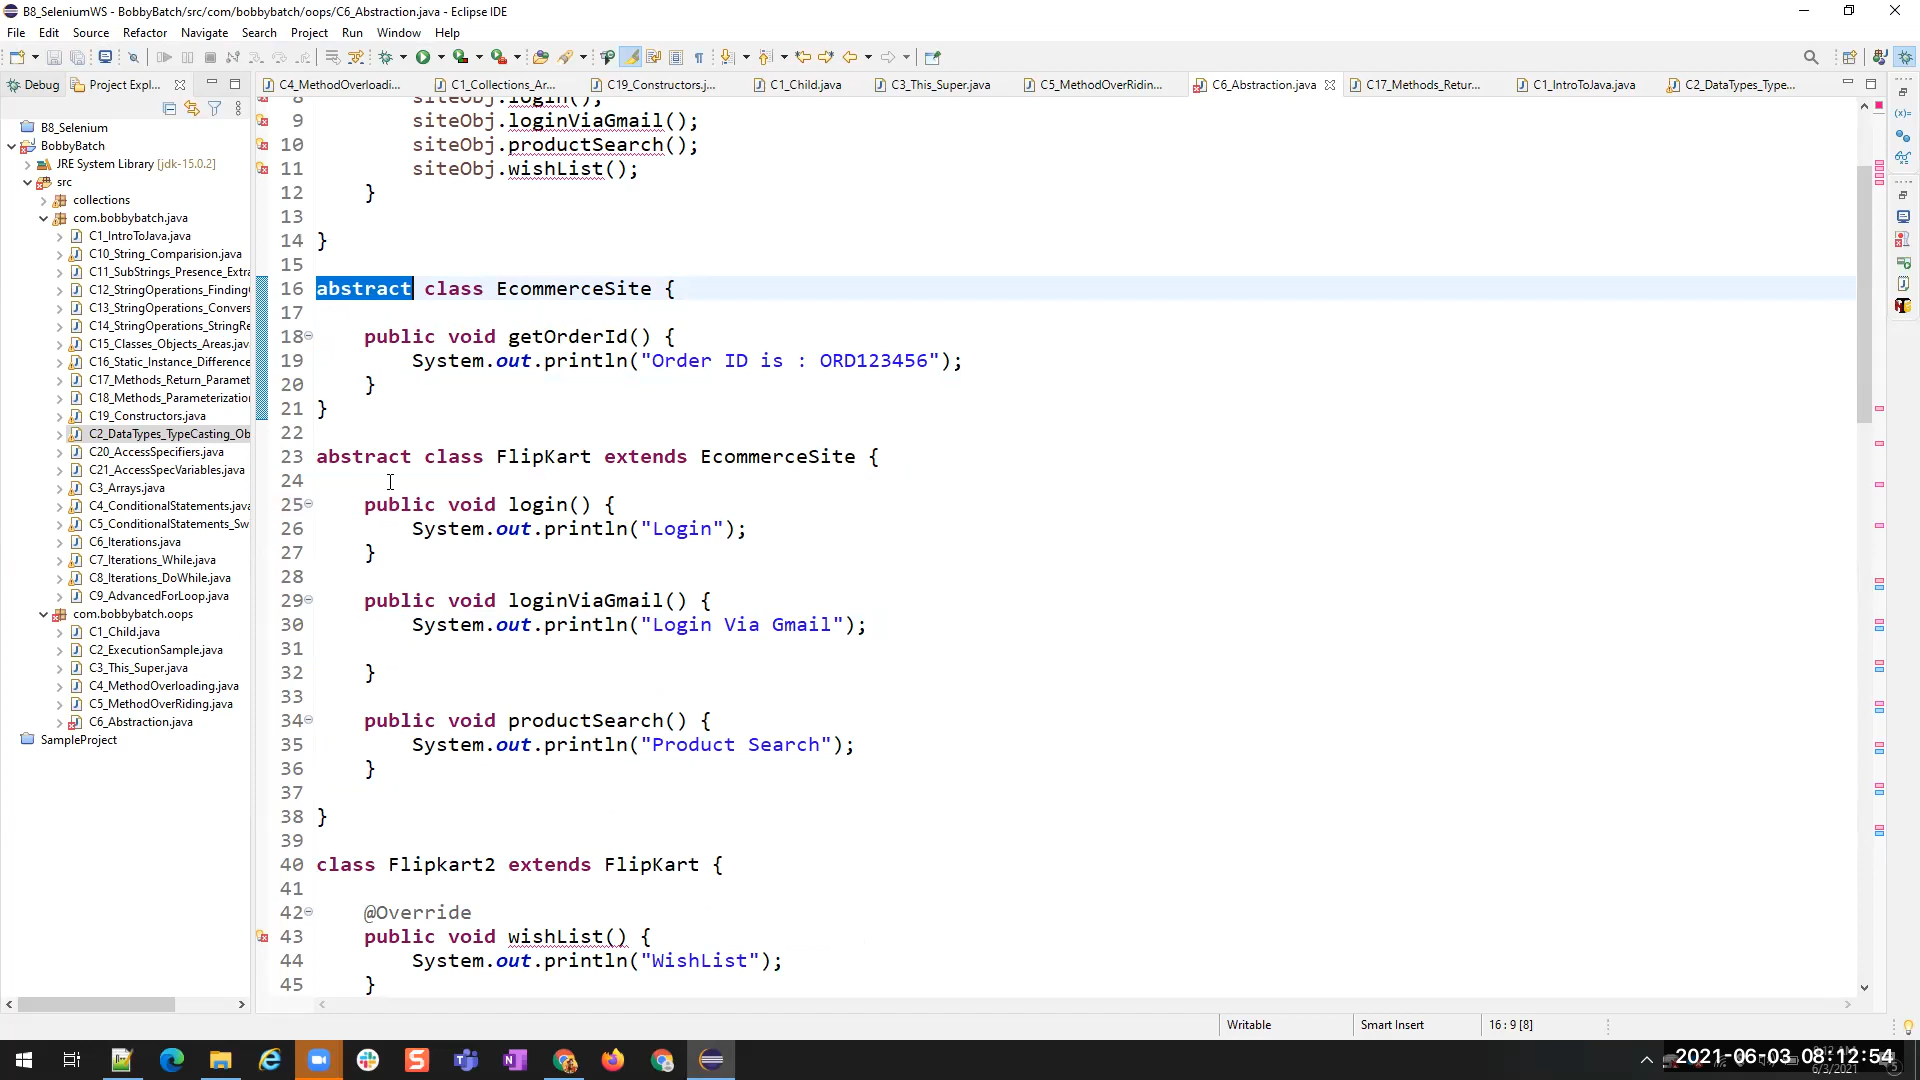 B8_SeleniumWS - BobbyBatch/src/com/bobbybatch/oops/C6_Abstraction.java - Eclipse IDE
File Edit Source Refactor Navigate Search Project Run Window Help
Debug Project Expl...
C4_MethodOverloadi... C1_Collections_Ar... C19_Constructors.j... C1_Child.java C3_This_Super.java C5_MethodOverRidin... C6_Abstraction.java C17_Methods_Retur... C1_IntroToJava.java C2_DataTypes_Type...
B8_Selenium
BobbyBatch
JRE System Library [jdk-15.0.2]
src
collections
com.bobbybatch.java
C1_IntroToJava.java
C10_String_Comparision.java
C11_SubStrings_Presence_Extra
C12_StringOperations_Finding
C13_StringOperations_Convers
C14_StringOperations_StringRe
C15_Classes_Objects_Areas.java
C16_Static_Instance_Difference
C17_Methods_Return_Paramet
C18_Methods_Parameterization
C19_Constructors.java
C2_DataTypes_TypeCasting_Ob
C20_AccessSpecifiers.java
C21_AccessSpecVariables.java
C3_Arrays.java
C4_ConditionalStatements.java
C5_ConditionalStatements_Sw
C6_Iterations.java
C7_Iterations_While.java
C8_Iterations_DoWhile.java
C9_AdvancedForLoop.java
com.bobbybatch.oops
C1_Child.java
C2_ExecutionSample.java
C3_This_Super.java
C4_MethodOverloading.java
C5_MethodOverRiding.java
C6_Abstraction.java
SampleProject
8 siteObj.login();
9 siteObj.loginViaGmail();
10 siteObj.productSearch();
11 siteObj.wishList();
12 }
13
14 }
15
16 abstract class EcommerceSite {
17
18 public void getOrderId() {
19 System.out.println("Order ID is : ORD123456");
20 }
21 }
22
23 abstract class FlipKart extends EcommerceSite {
24
25 public void login() {
26 System.out.println("Login");
27 }
28
29 public void loginViaGmail() {
30 System.out.println("Login Via Gmail");
31
32 }
33
34 public void productSearch() {
35 System.out.println("Product Search");
36 }
37
38 }
39
40 class Flipkart2 extends FlipKart {
41
42 @Override
43 public void wishList() {
44 System.out.println("WishList");
45 }
Writable Smart Insert 16 : 9 [8]
2021-06-03 08:12:54
6/3/2021